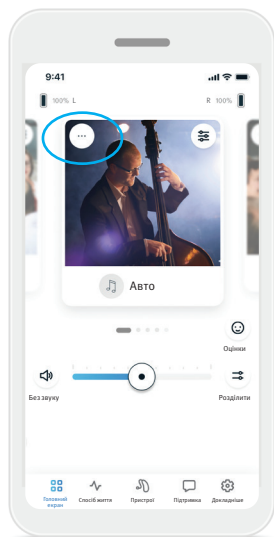 9:41
100% L
R 100%
Авто
Оцінки
Без звуку
Розділити
Головний
екран
Спосіб життя
Пристрої
Підтримка
Докладніше